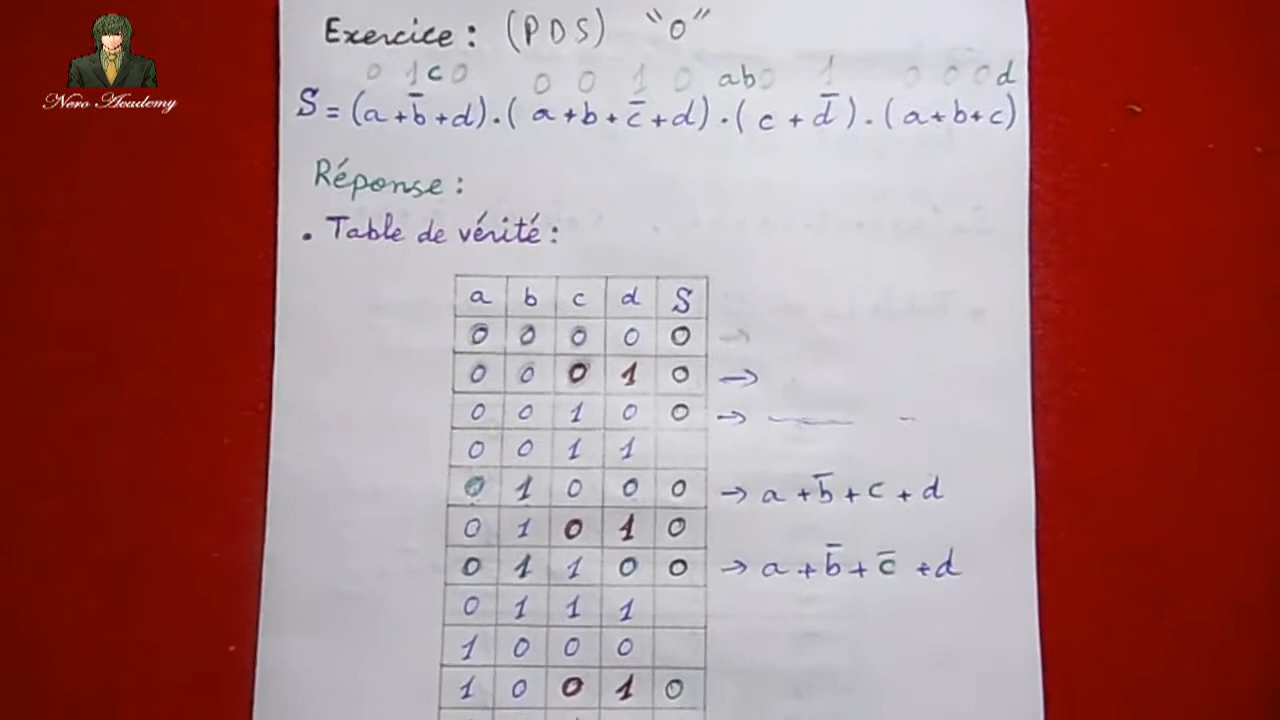 Nero Academy
Exercice : (PDS) "0"
0 1 c 0 0 0 1 0 ab0 1 0 0 0 d
S = (a + b̅ + d) . ( a + b + c̅ + d) . ( c + d̅ ) . ( a + b + c)
Réponse :
• Table de vérité :
a b c d S
0 0 0 0 0 →
0 0 0 1 0 →
0 0 1 0 0 →
0 0 1 1
0 1 0 0 0 → a + b̅ + c + d
0 1 0 1 0
0 1 1 0 0 → a + b̅ + c̅ + d
0 1 1 1
1 0 0 0
1 0 0 1 0